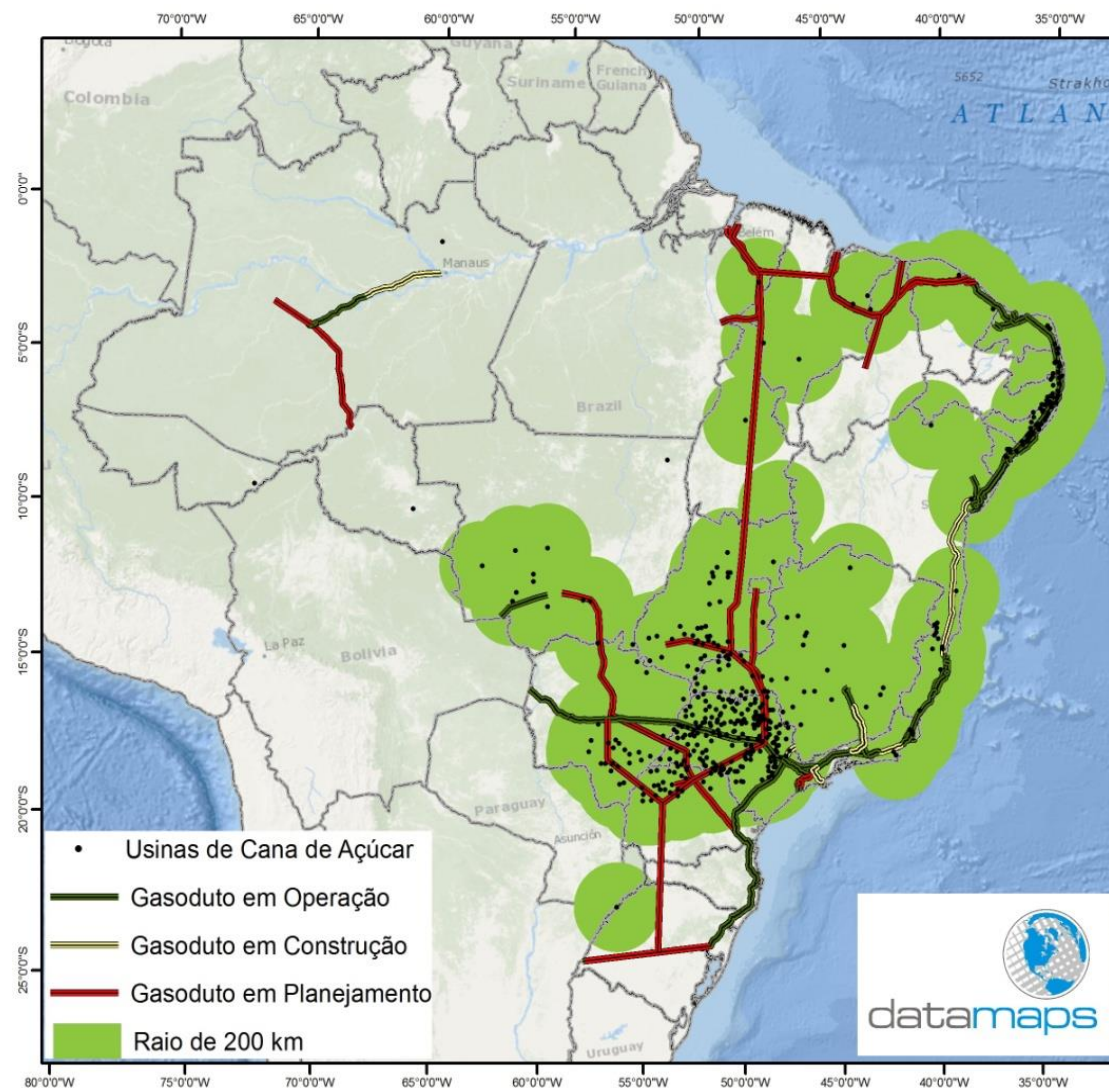 70°0'0"W 65°0'0"W 60°0'0"W 55°0'0"W 50°0'0"W 45°0'0"W 40°0'0"W 35°0'0"W
Guyana
5652
Strakho
Colombia
Suriname
French
Guiana
ATLAN
0°0'0"
Belém
Manaus
5°0'0"S
Brazil
10°0'0"S
15°0'0"S
La Paz
Bolivia
20°0'0"S
Paraguay
Asunción
25°0'0"S
Uruguay
Usinas de Cana de Açúcar
Gasoduto em Operação
Gasoduto em Construção
Gasoduto em Planejamento
Raio de 200 km
datamaps
80°0'0"W 75°0'0"W 70°0'0"W 65°0'0"W 60°0'0"W 55°0'0"W 50°0'0"W 45°0'0"W 40°0'0"W